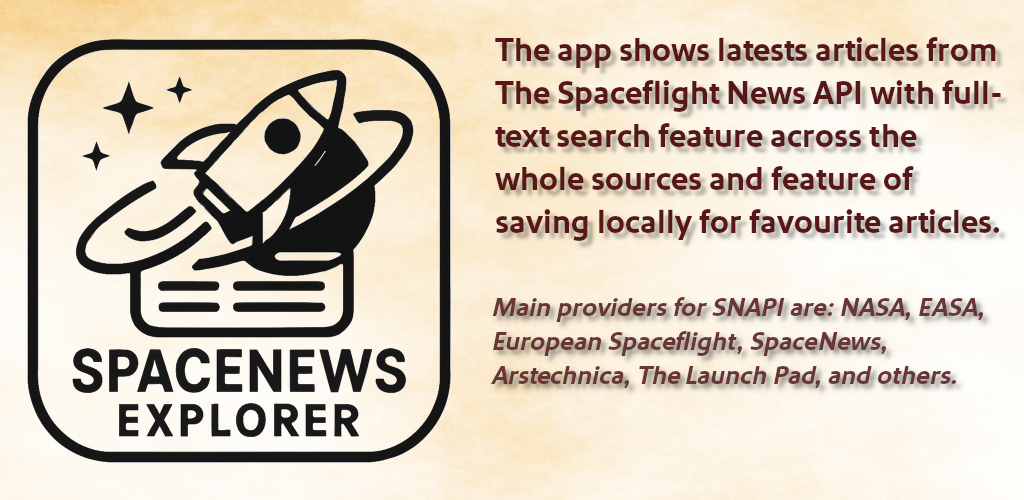 SPACENEWS
EXPLORER
The app shows latests articles from
The Spaceflight News API with full-
text search feature across the
whole sources and feature of
saving locally for favourite articles.
Main providers for SNAPI are: NASA, EASA,
European Spaceflight, SpaceNews,
Arstechnica, The Launch Pad, and others.